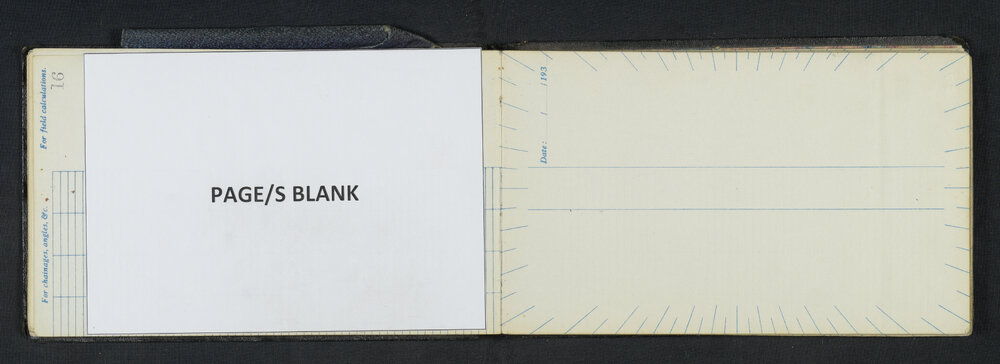 For field calculations.
16
For chainages, angles, &c.
PAGE/S BLANK
Date: / /193